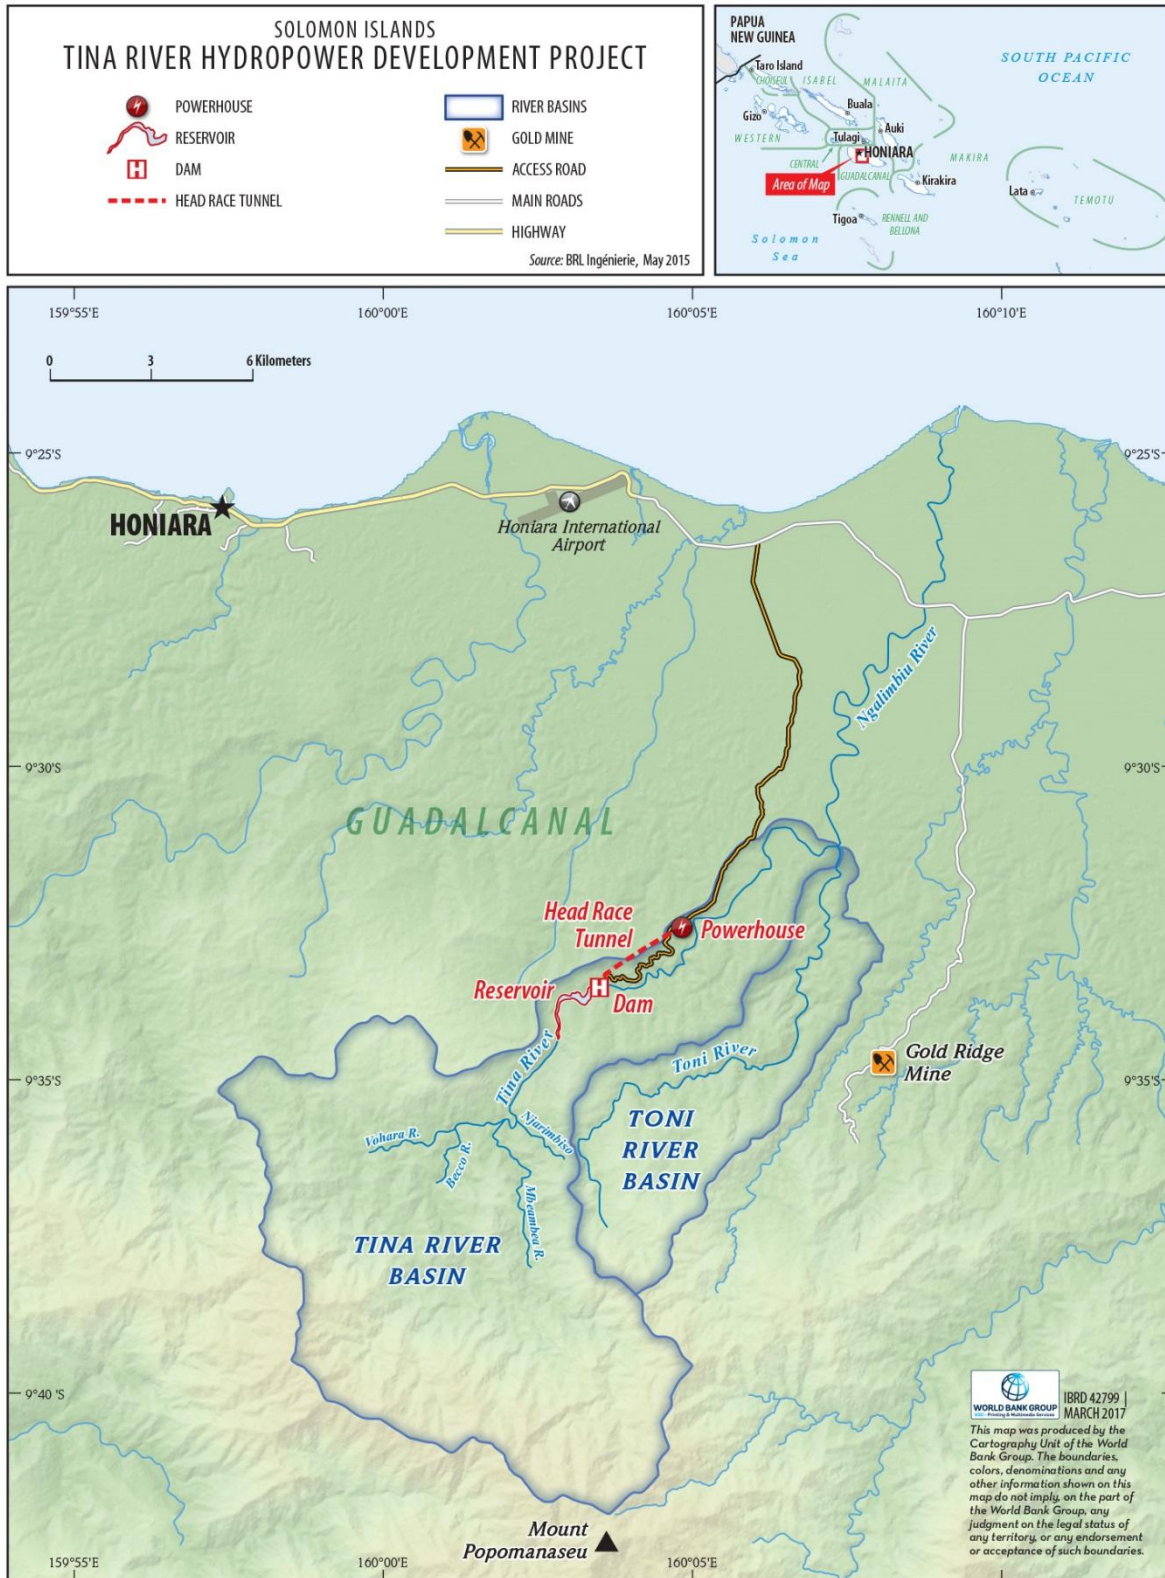 SOLOMON ISLANDS
TINA RIVER HYDROPOWER DEVELOPMENT PROJECT
POWERHOUSE
RESERVOIR
DAM
HEAD RACE TUNNEL
RIVER BASINS
GOLD MINE
ACCESS ROAD
MAIN ROADS
HIGHWAY
Source: BRL Ingénierie, May 2015
PAPUA
NEW GUINEA
SOUTH PACIFIC
OCEAN
Taro Island
CHOISEUL
ISABEL
MALAITA
Gizo
Buala
WESTERN
Tulagi
Auki
HONIARA
CENTRAL
MAKIRA
GUADALCANAL
Area of Map
Kirakira
Lata
TEMOTU
Tigoa
RENNELL AND
BELLONA
Solomon
Sea
159°55'E
160°00'E
160°05'E
160°10'E
0
3
6 Kilometers
9°25'S
9°25'S
HONIARA
Honiara International
Airport
Ngalimbiu River
9°30'S
9°30'S
GUADALCANAL
Head Race
Tunnel
Powerhouse
Reservoir
Dam
Tina River
Toni River
Gold Ridge
Mine
9°35'S
9°35'S
Vohara R.
Becco R.
Njarimbiso
Mbeambea R.
TONI
RIVER
BASIN
TINA RIVER
BASIN
9°40 'S
WORLD BANK GROUP
Printing & Multimedia Services
IBRD 42799 |
MARCH 2017
This map was produced by the
Cartography Unit of the World
Bank Group. The boundaries,
colors, denominations and any
other information shown on this
map do not imply, on the part of
the World Bank Group, any
judgment on the legal status of
any territory, or any endorsement
or acceptance of such boundaries.
Mount
Popomanaseu
159°55'E
160°00'E
160°05'E